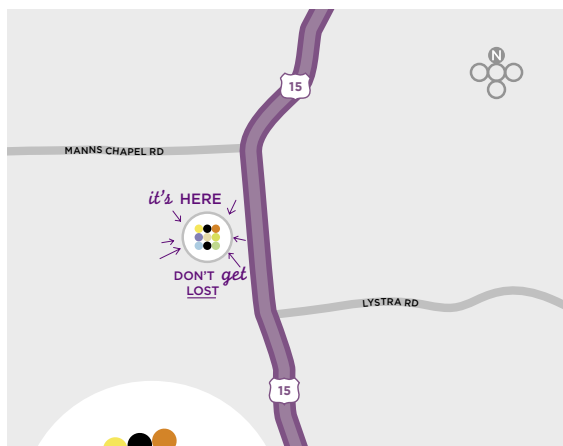 15
N
MANNS CHAPEL RD
it's HERE
DON'T get
LOST
LYSTRA RD
15